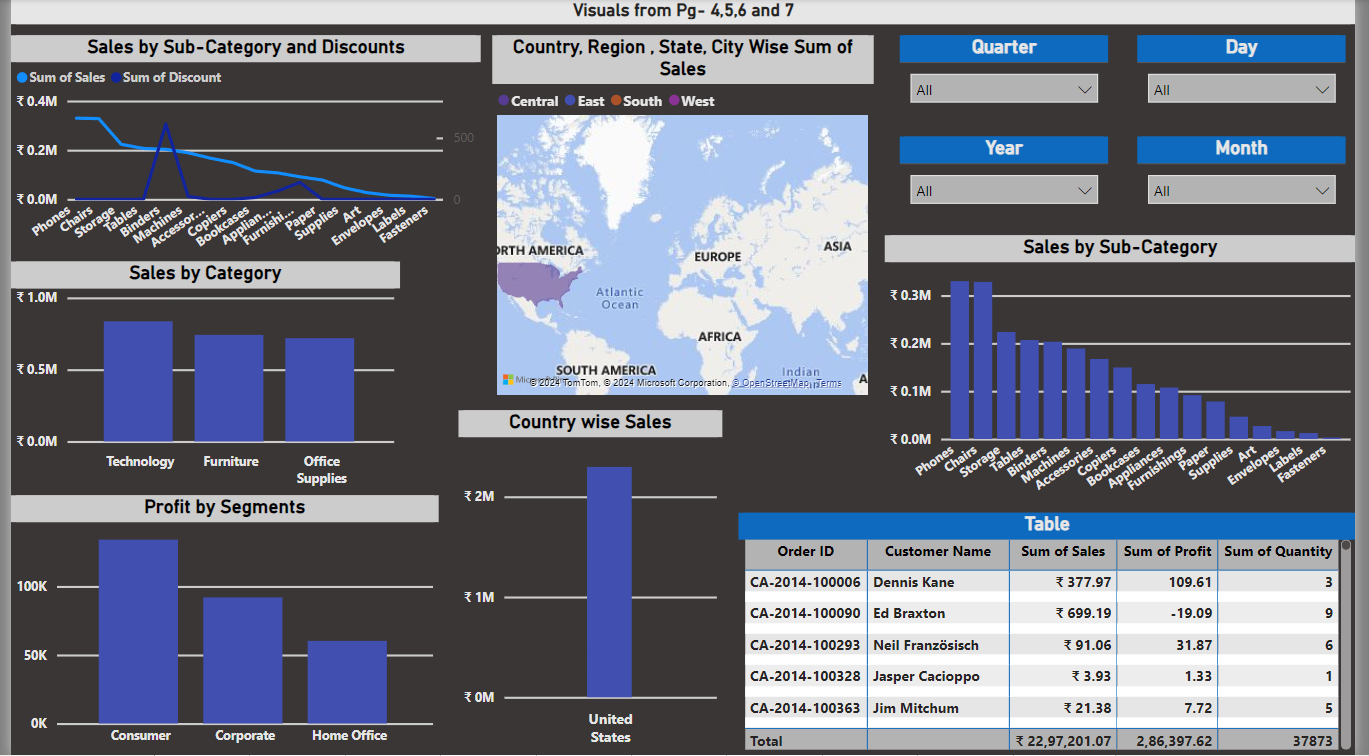 Visuals from Pg- 4,5,6 and 7
Sales by Sub-Category and Discounts
Sum of Sales Sum of Discount
₹ 0.4M
₹ 0.2M
₹ 0.0M
500
0
Phones
Chairs
Storage
Tables
Binders
Machines
Accessor...
Copiers
Bookcases
Applian...
Furnishi...
Paper
Supplies
Art
Envelopes
Labels
Fasteners
Sales by Category
₹ 1.0M
₹ 0.5M
₹ 0.0M
Technology
Furniture
Office
Supplies
Profit by Segments
100K
50K
0K
Consumer
Corporate
Home Office
Country, Region , State, City Wise Sum of
Sales
Central East South West
ORTH AMERICA
EUROPE
ASIA
Atlantic
Ocean
AFRICA
SOUTH AMERICA
Indian
© 2024 TomTom, © 2024 Microsoft Corporation, © OpenStreetMap Terms
Country wise Sales
₹ 2M
₹ 1M
₹ 0M
United
States
Quarter
All
Day
All
Year
All
Month
All
Sales by Sub-Category
₹ 0.3M
₹ 0.2M
₹ 0.1M
₹ 0.0M
Phones
Chairs
Storage
Tables
Binders
Machines
Accessories
Copiers
Bookcases
Appliances
Furnishings
Paper
Supplies
Art
Envelopes
Labels
Fasteners
Table
Order ID Customer Name Sum of Sales Sum of Profit Sum of Quantity
CA-2014-100006 Dennis Kane ₹ 377.97 109.61 3
CA-2014-100090 Ed Braxton ₹ 699.19 -19.09 9
CA-2014-100293 Neil Französisch ₹ 91.06 31.87 6
CA-2014-100328 Jasper Cacioppo ₹ 3.93 1.33 1
CA-2014-100363 Jim Mitchum ₹ 21.38 7.72 5
Total ₹ 22,97,201.07 2,86,397.62 37873